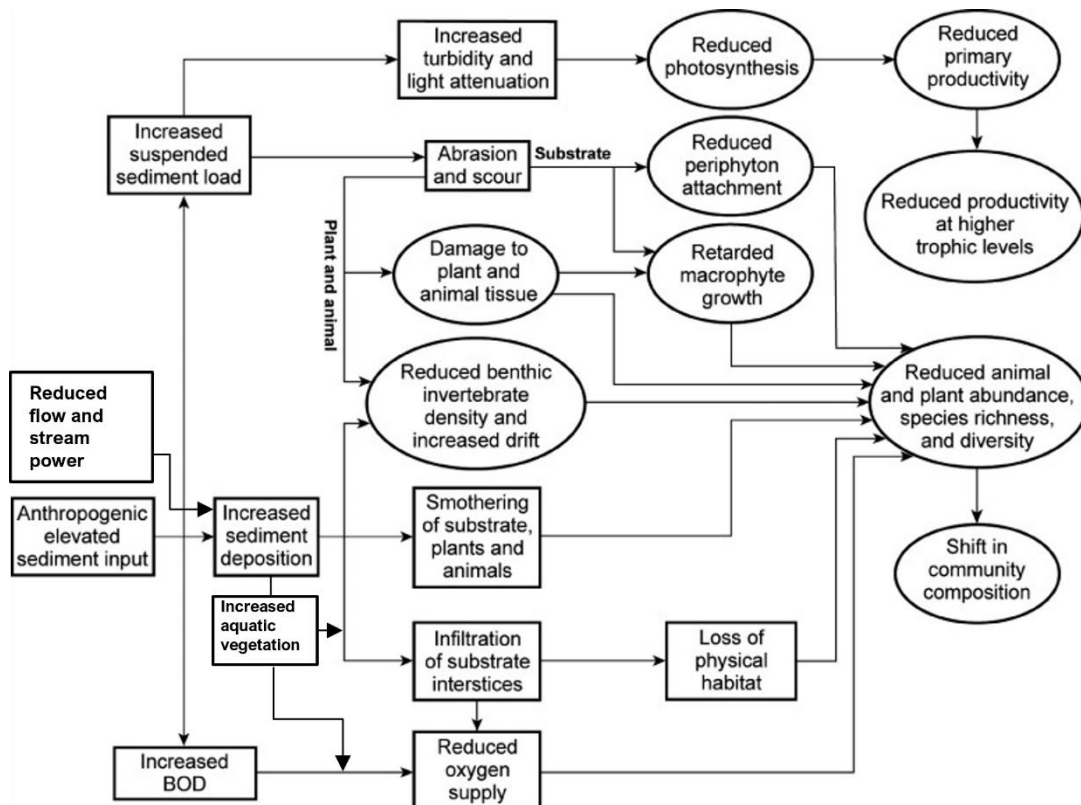 Increased
turbidity and
light attenuation
Reduced
photosynthesis
Reduced
primary
productivity
Increased
suspended
sediment load
Abrasion
and scour
Substrate
Reduced
periphyton
attachment
Reduced productivity
at higher
trophic levels
Plant and animal
Damage to
plant and
animal tissue
Retarded
macrophyte
growth
Reduced
flow and
stream
power
Reduced benthic
invertebrate
density and
increased drift
Reduced animal
and plant abundance,
species richness,
and diversity
Anthropogenic
elevated
sediment input
Increased
sediment
deposition
Smothering
of substrate,
plants and
animals
Shift in
community
composition
Increased
aquatic
vegetation
Infiltration
of substrate
interstices
Loss of
physical
habitat
Increased
BOD
Reduced
oxygen
supply